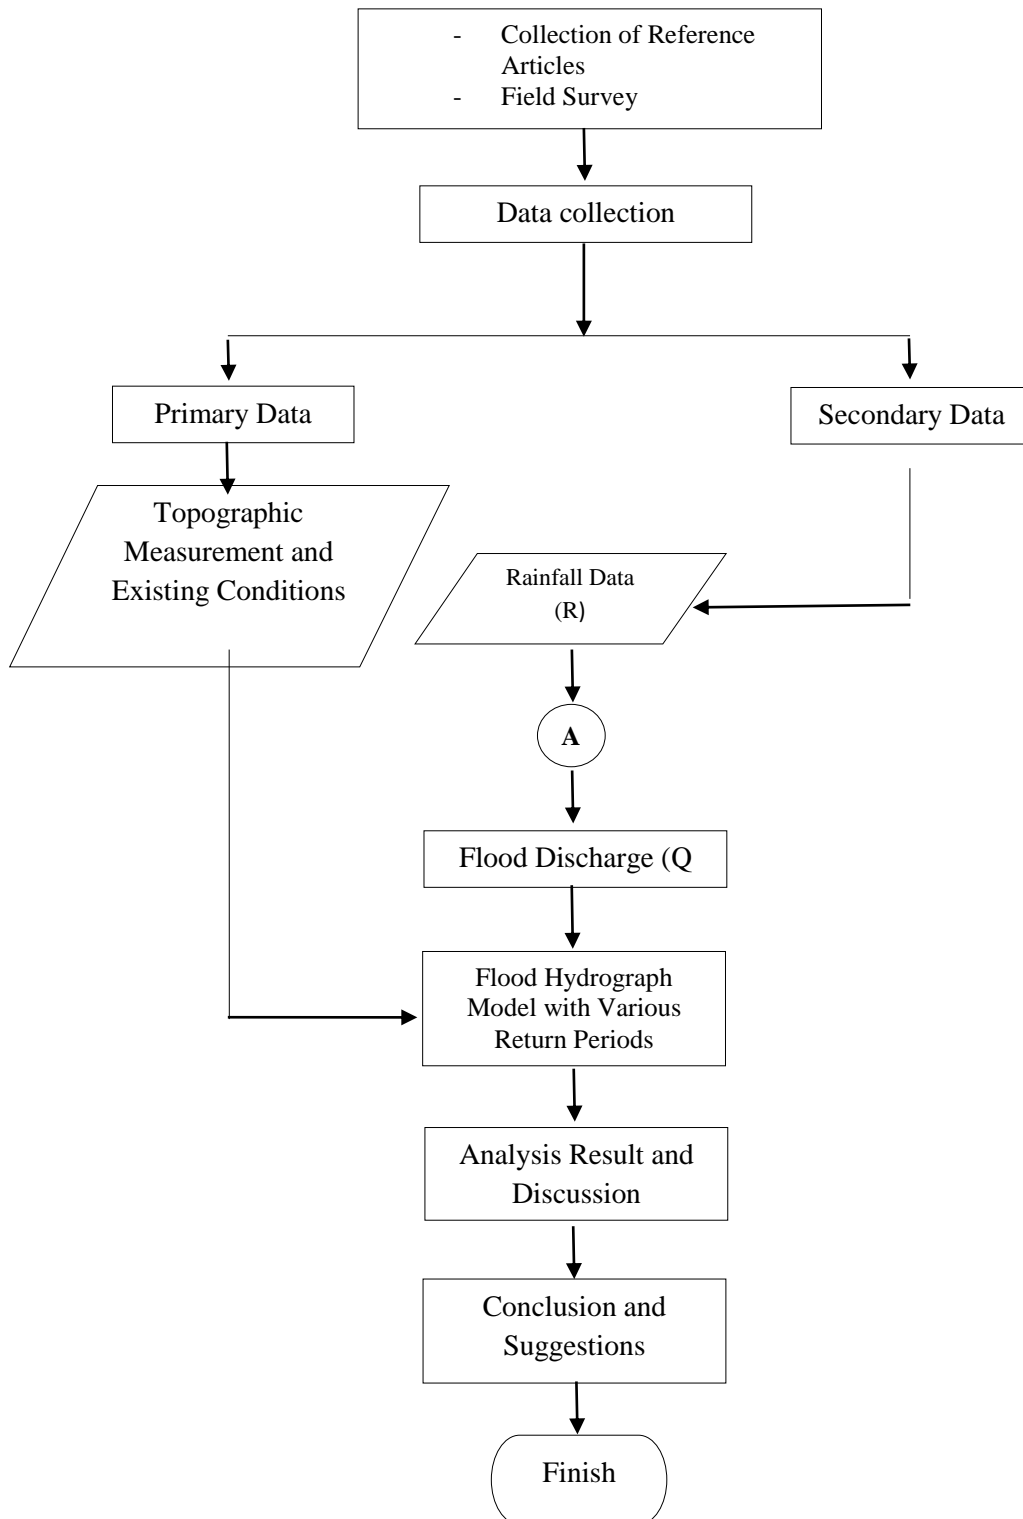 - Collection of Reference
Articles
- Field Survey
Data collection
Primary Data
Secondary Data
Topographic
Measurement and
Existing Conditions
Rainfall Data
(R)
A
Flood Discharge (Q
Flood Hydrograph
Model with Various
Return Periods
Analysis Result and
Discussion
Conclusion and
Suggestions
Finish